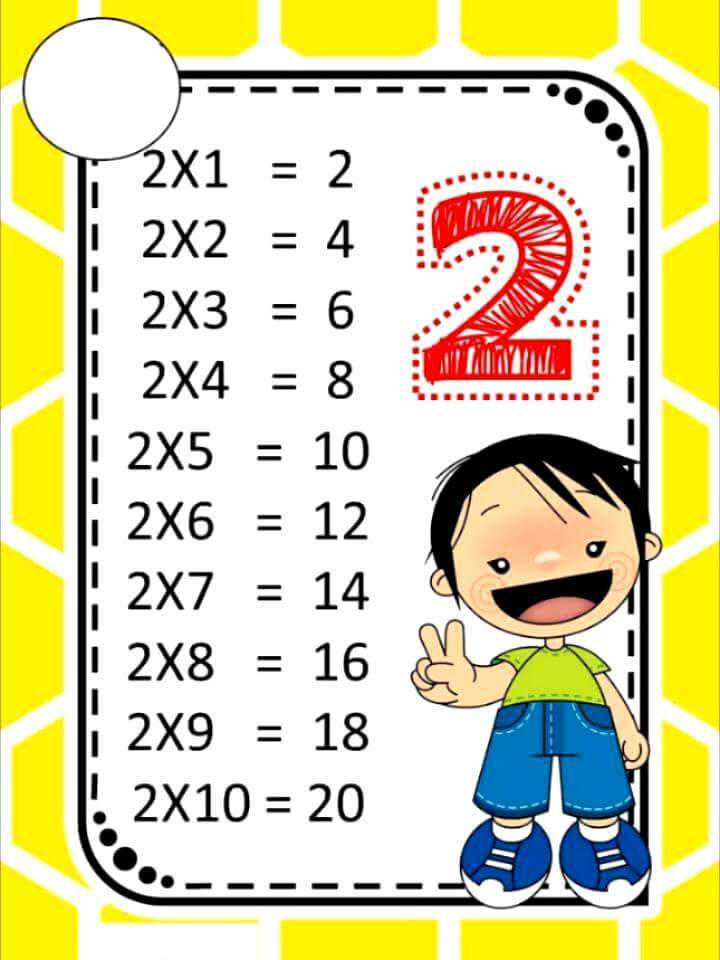 2X1 = 2
2X2 = 4
2X3 = 6
2X4 = 8
2X5 = 10
2X6 = 12
2X7 = 14
2X8 = 16
2X9 = 18
2X10 = 20
2